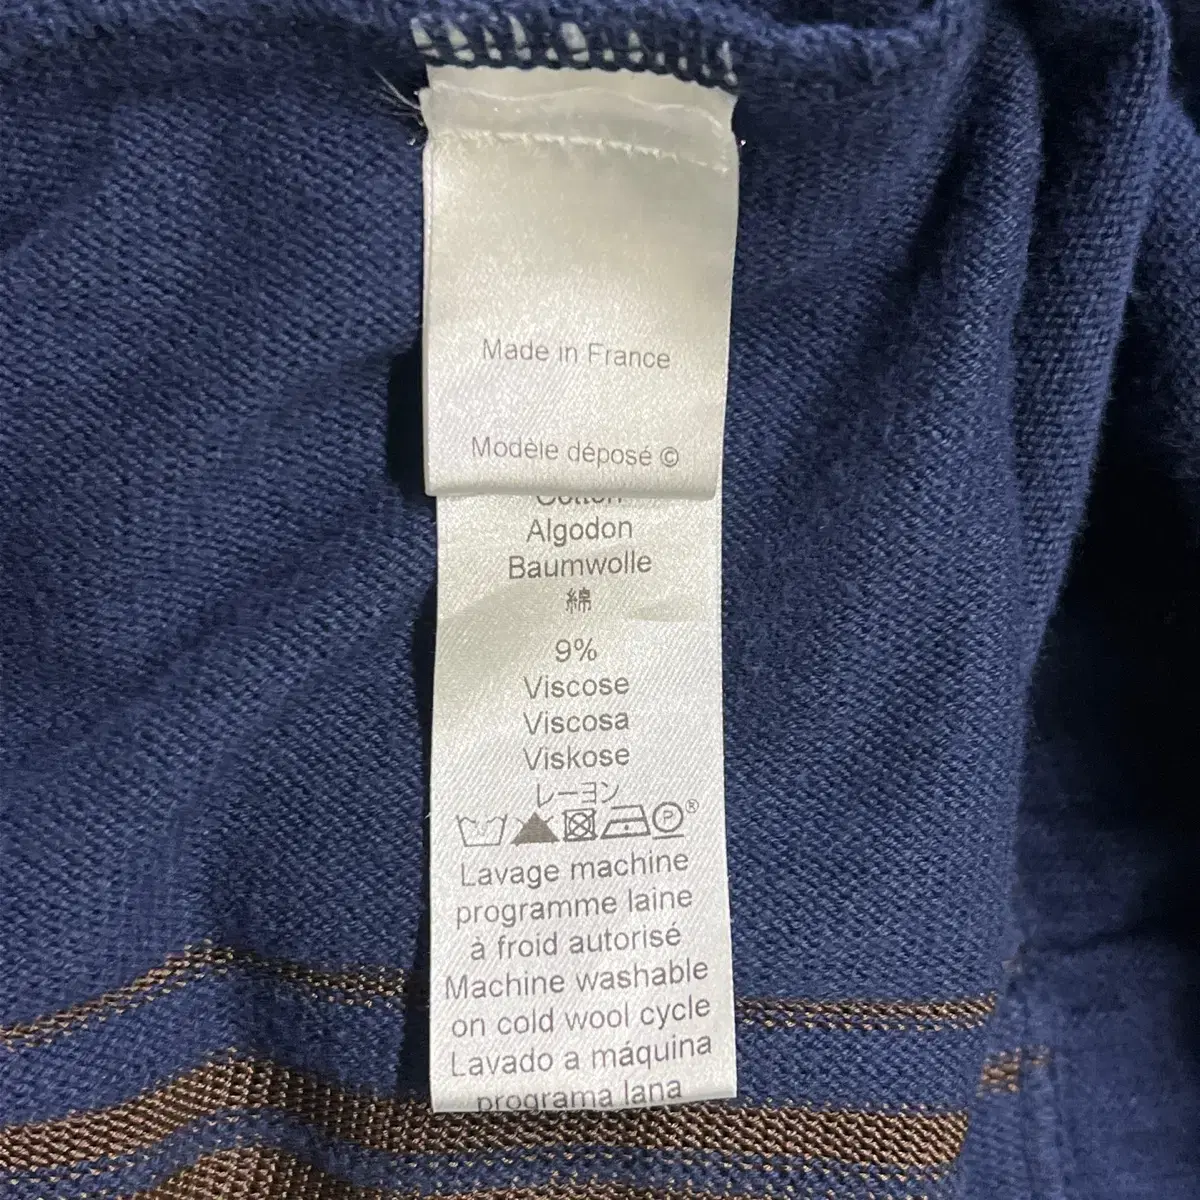 Made in France
Modèle déposé ©
Cotton
Algodon
Baumwolle
綿
9%
Viscose
Viscosa
Viskose
レーヨン
P ®
Lavage machine
programme laine
à froid autorisé
Machine washable
on cold wool cycle
Lavado a máquina
programa lana